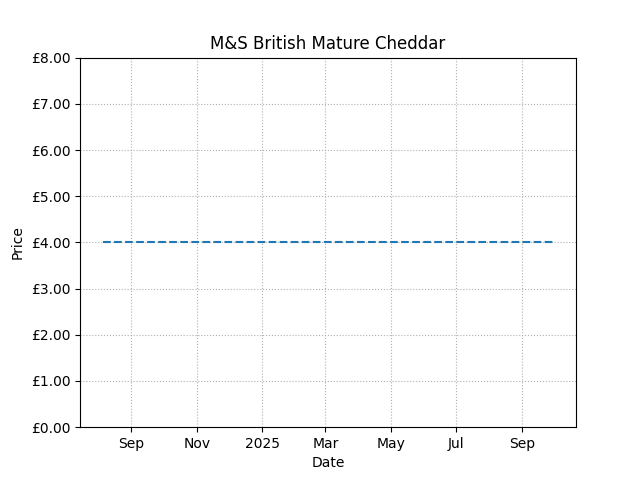 M&S British Mature Cheddar
£8.00
£7.00
£6.00
£5.00
£4.00
£3.00
£2.00
£1.00
£0.00
Price
Sep Nov 2025 Mar May Jul Sep
Date